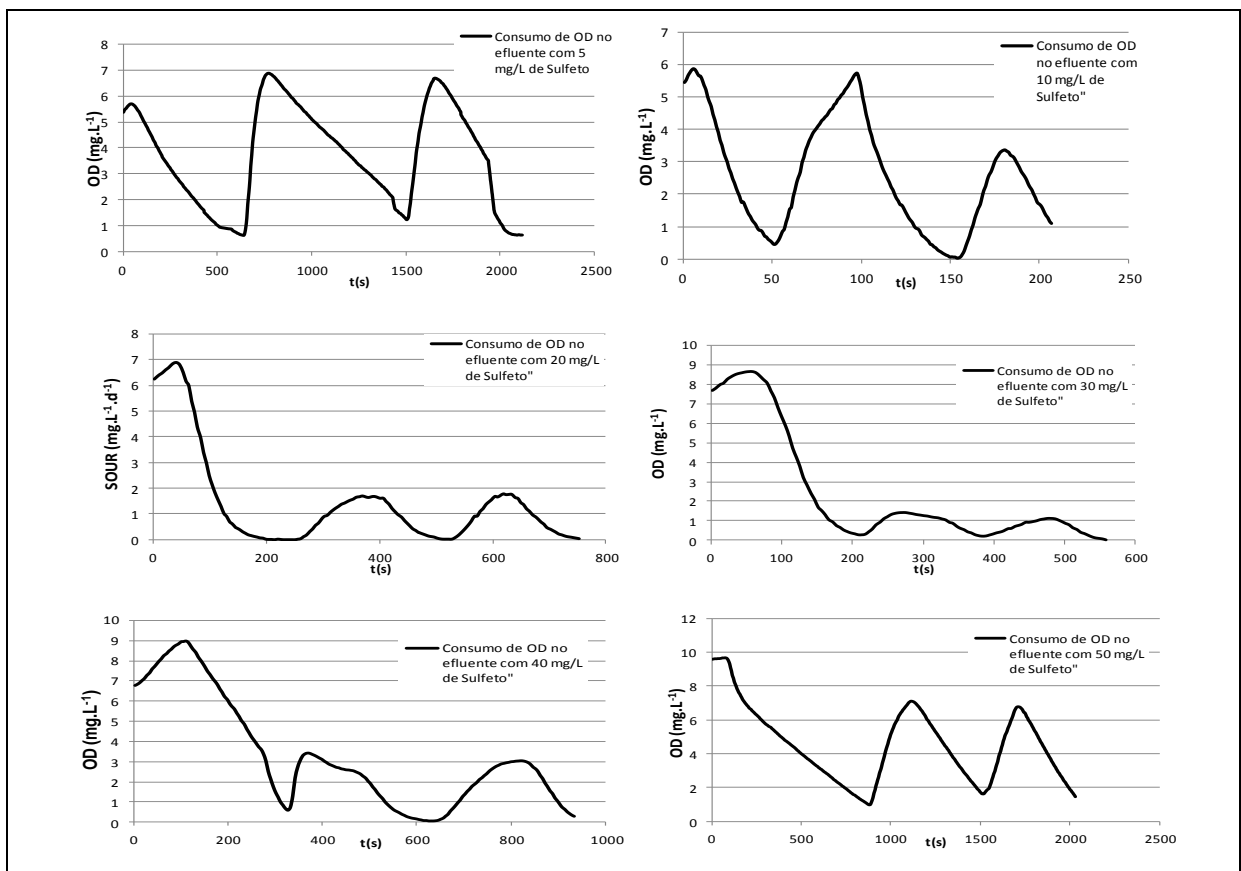 Consumo de OD no
efluente com 5
mg/L de Sulfeto
OD (mg.L-1)
8
7
6
5
4
3
2
1
0
0 500 1000 1500 2000 2500
t(s)
Consumo de OD
no efluente com
10 mg/L de
Sulfeto"
OD (mg.L-1)
7
6
5
4
3
2
1
0
0 50 100 150 200 250
t(s)
Consumo de OD no
efluente com 20 mg/L
de Sulfeto"
SOUR (mg.L-1.d-1)
8
7
6
5
4
3
2
1
0
0 200 400 600 800
t(s)
Consumo de OD no
efluente com 30 mg/L
de Sulfeto"
OD (mg.L-1)
10
9
8
7
6
5
4
3
2
1
0
0 100 200 300 400 500 600
t(s)
Consumo de OD no
efluente com 40 mg/L
de Sulfeto"
OD (mg.L-1)
10
9
8
7
6
5
4
3
2
1
0
0 200 400 600 800 1000
t(s)
Consumo de OD no
efluente com 50 mg/L
de Sulfeto"
OD (mg.L-1)
12
10
8
6
4
2
0
0 500 1000 1500 2000 2500
t(s)